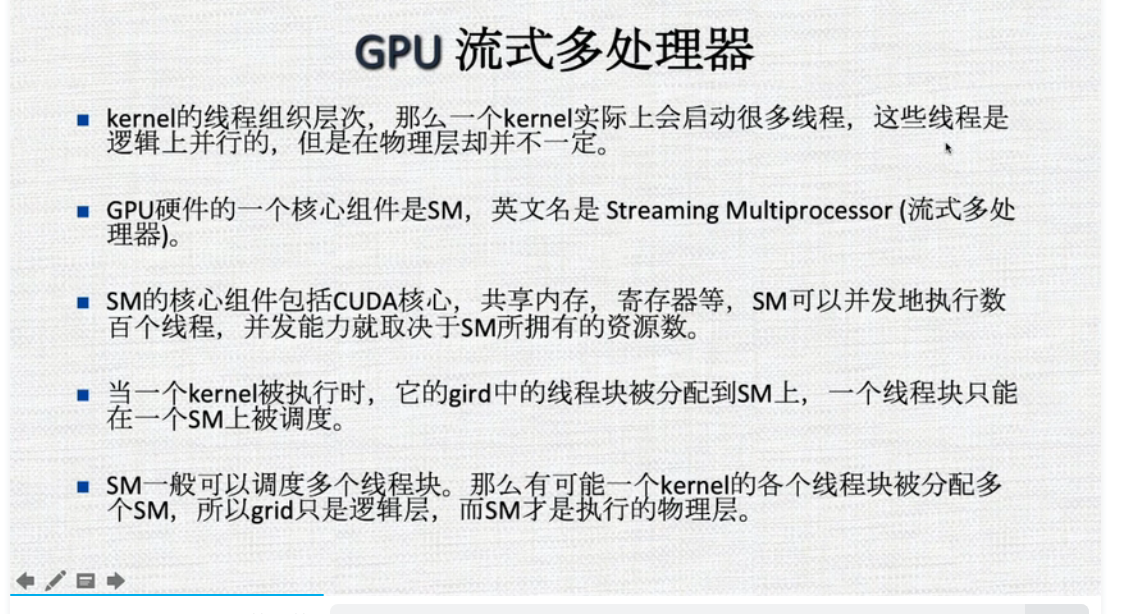 GPU 流式多处理器
■ kernel的线程组织层次，那么一个kernel实际上会启动很多线程，这些线程是
逻辑上并行的，但是在物理层却并不一定。
■ GPU硬件的一个核心组件是SM，英文名是 Streaming Multiprocessor (流式多处
理器)。
■ SM的核心组件包括CUDA核心，共享内存，寄存器等，SM可以并发地执行数
百个线程，并发能力就取决于SM所拥有的资源数。
■ 当一个kernel被执行时，它的gird中的线程块被分配到SM上，一个线程块只能
在一个SM上被调度。
■ SM一般可以调度多个线程块。那么有可能一个kernel的各个线程块被分配多
个SM，所以grid只是逻辑层，而SM才是执行的物理层。